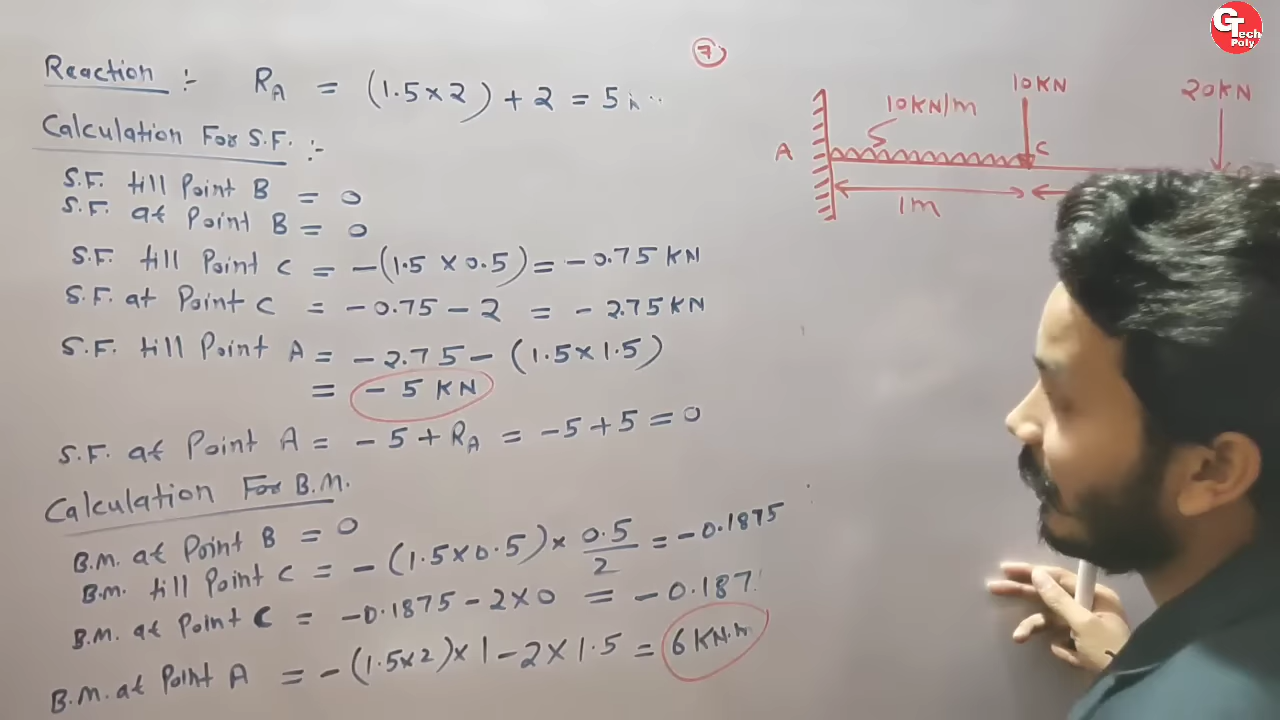 Reaction :- RA = (1.5×2)+2 = 5
Calculation For S.F. :-
S.F. till Point B = 0
S.F. at Point B = 0
S.F. till Point C = -(1.5 × 0.5) = -0.75 KN
S.F. at Point C = -0.75 - 2 = -2.75 KN
S.F. till Point A = -2.75 - (1.5×1.5)
= -5 KN
S.F. at Point A = -5 + RA = -5+5 = 0
Calculation For B.M.
B.M. at Point B = 0
B.M. till Point C = -(1.5×0.5) × 0.5/2 = -0.1875
B.M. at Point C = -0.1875 - 2×0 = -0.187
B.M. at Point A = -(1.5×2)×1 - 2×1.5 = 6 KN.m
7
10KN
20KN
10KN/m
A
C
1m
GTech
Poly